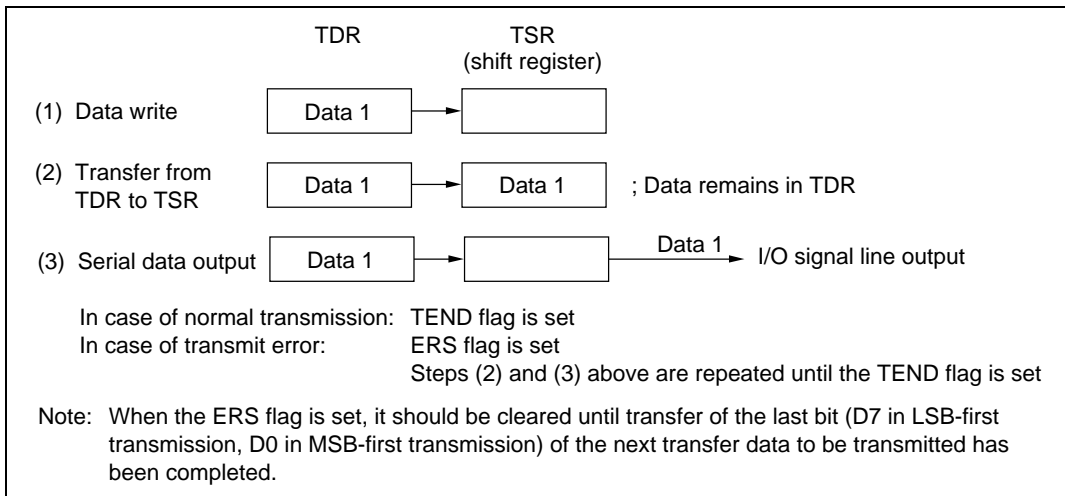 TDR TSR
(shift register)
(1) Data write Data 1
(2) Transfer from
TDR to TSR Data 1 Data 1 ; Data remains in TDR
(3) Serial data output Data 1 Data 1 I/O signal line output
In case of normal transmission: TEND flag is set
In case of transmit error: ERS flag is set
Steps (2) and (3) above are repeated until the TEND flag is set
Note: When the ERS flag is set, it should be cleared until transfer of the last bit (D7 in LSB-first
transmission, D0 in MSB-first transmission) of the next transfer data to be transmitted has
been completed.